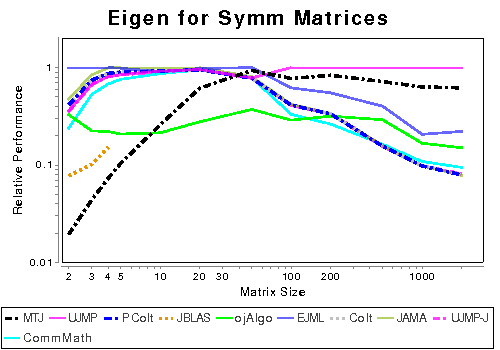 Eigen for Symm Matrices
Relative Performance
1
0.1
0.01
2 3 4 5 10 20 30 100 200 1000
Matrix Size
MTJ UJMP P Colt JBLAS ojAlgo EJML Colt JAMA UJMP-J
CommMath